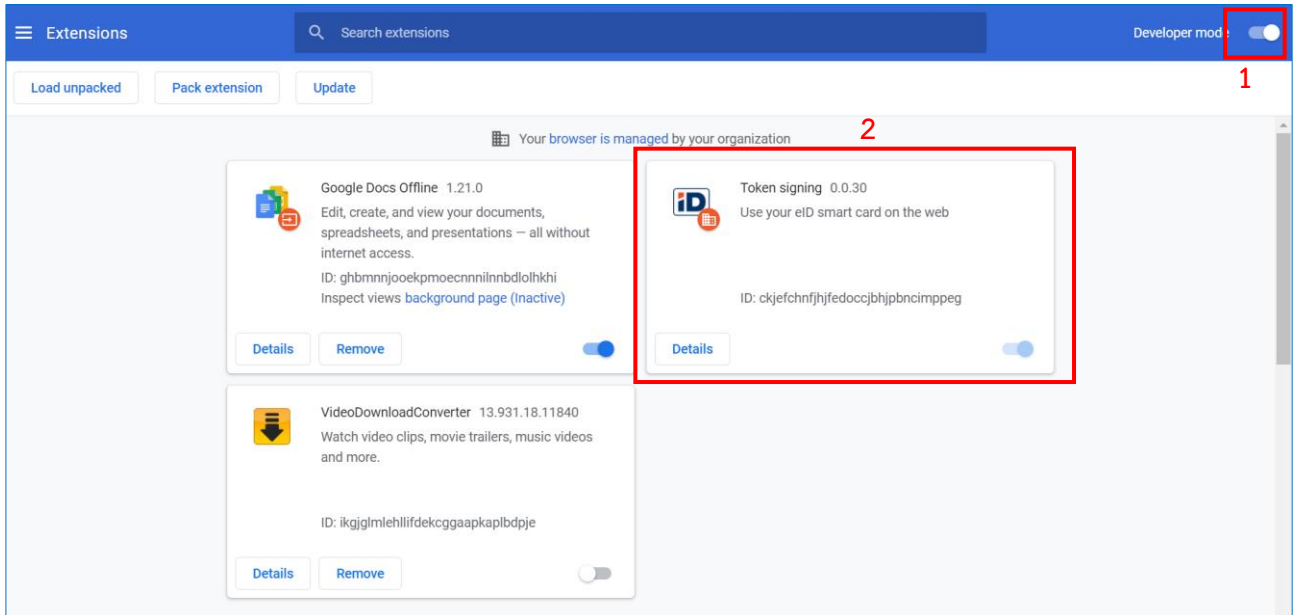 Extensions
Search extensions
Developer mode
1
Load unpacked
Pack extension
Update
Your browser is managed by your organization
2
Google Docs Offline 1.21.0
Edit, create, and view your documents,
spreadsheets, and presentations — all without
internet access.
ID: ghbmnnjooekpmoecnnnilnnbdlolhkhi
Inspect views background page (Inactive)
Details
Remove
iD
Token signing 0.0.30
Use your eID smart card on the web
ID: ckjefchnfjhjfedoccjbhjpbncimppeg
Details
VideoDownloadConverter 13.931.18.11840
Watch video clips, movie trailers, music videos
and more.
ID: ikgjglmlehllifdekcggaapkaplbdpje
Details
Remove